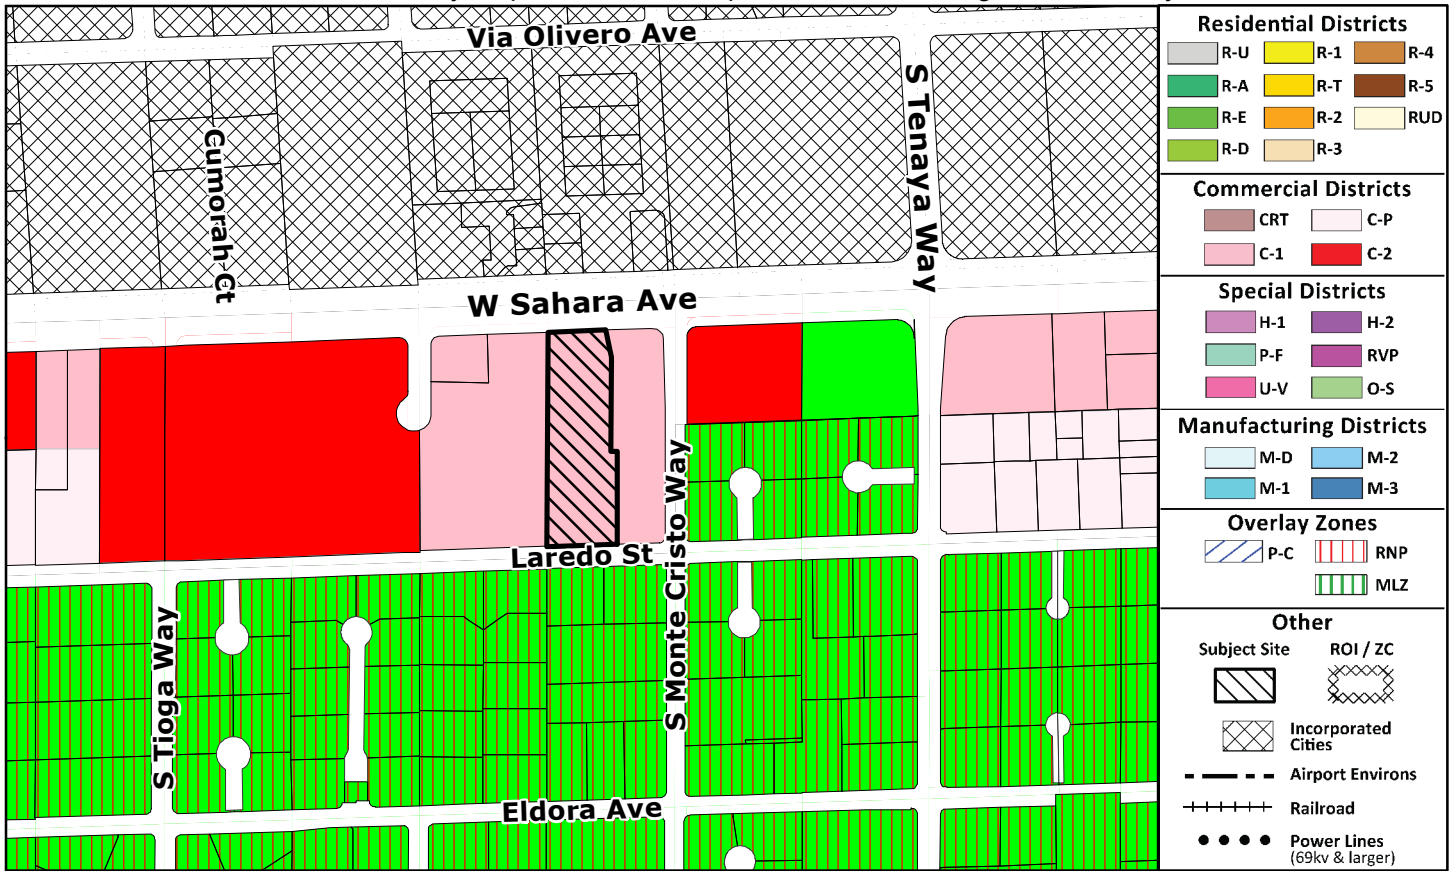 Via Olivero Ave
S Tenaya Way
Cumorah Ct
W Sahara Ave
Laredo St
S Monte Cristo Way
S Tioga Way
Eldora Ave
Residential Districts
R-U R-1 R-4
R-A R-T R-5
R-E R-2 RUD
R-D R-3
Commercial Districts
CRT C-P
C-1 C-2
Special Districts
H-1 H-2
P-F RVP
U-V O-S
Manufacturing Districts
M-D M-2
M-1 M-3
Overlay Zones
P-C RNP
MLZ
Other
Subject Site ROI / ZC
Incorporated
Cities
Airport Environs
Railroad
Power Lines
(69kv & larger)